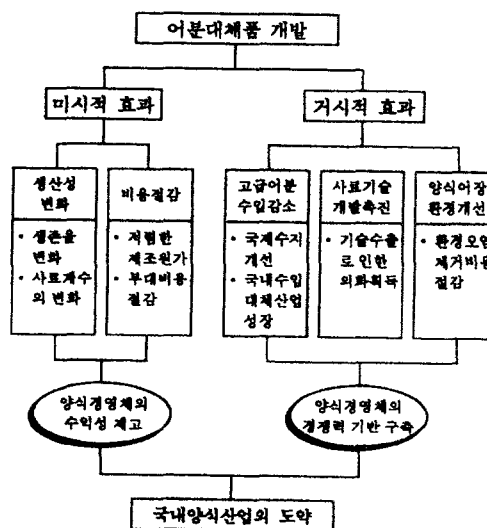 어분대체품 개발
미시적 효과
거시적 효과
생산성
변화
• 생존율
변화
• 사료계수
의 변화
비용절감
• 저렴한
제조원가
• 부대비용
절감
고급어분
수입감소
• 국제수지
개선
• 국내수입
대체산업
성장
사료기술
개발촉진
• 기술수출
로 인한
외화획득
양식어장
환경개선
• 환경오염
제거비용
절감
양식경영체의
수익성 제고
양식경영체의
경쟁력 기반 구축
국내양식산업의 도약